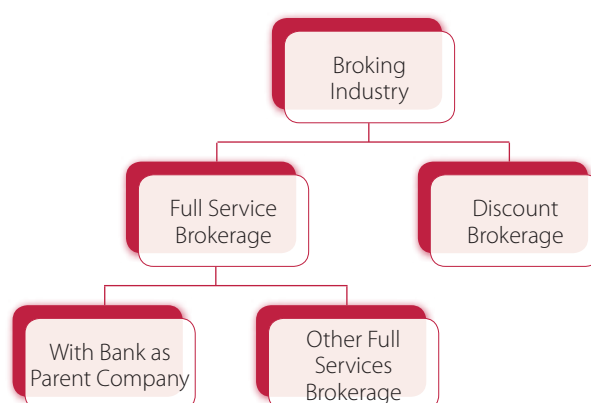 Broking
Industry
Full Service
Brokerage
Discount
Brokerage
With Bank as
Parent Company
Other Full
Services
Brokerage